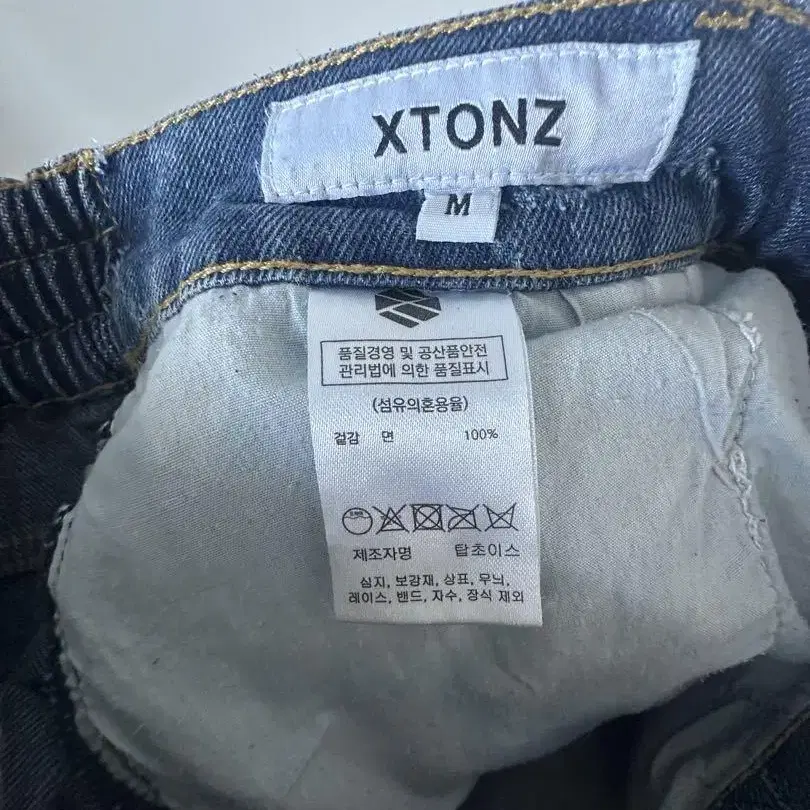 XTONZ
M
품질경영 및 공산품안전
관리법에 의한 품질표시
(섬유의혼용율)
겉감 면 100%
제조자명 탑초이스
심지, 보강재, 상표, 무늬,
레이스, 밴드, 자수, 장식 제외